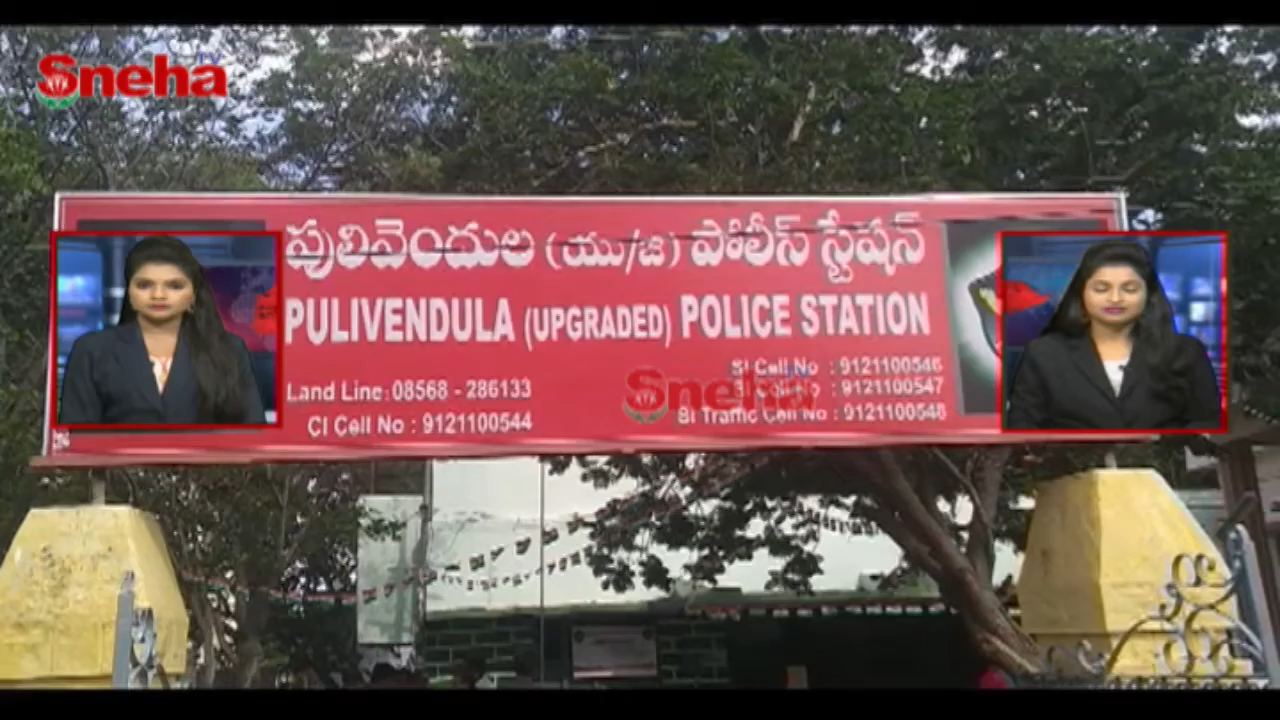 Sneha
పులివెందుల (యు/జి) పోలీస్ స్టేషన్
PULIVENDULA (UPGRADED) POLICE STATION
Land Line: 08568 - 286133
CI Cell No : 9121100544
SI Cell No : 9121100546
: 9121100547
SI Traffic Cell No : 9121100548
Sneha